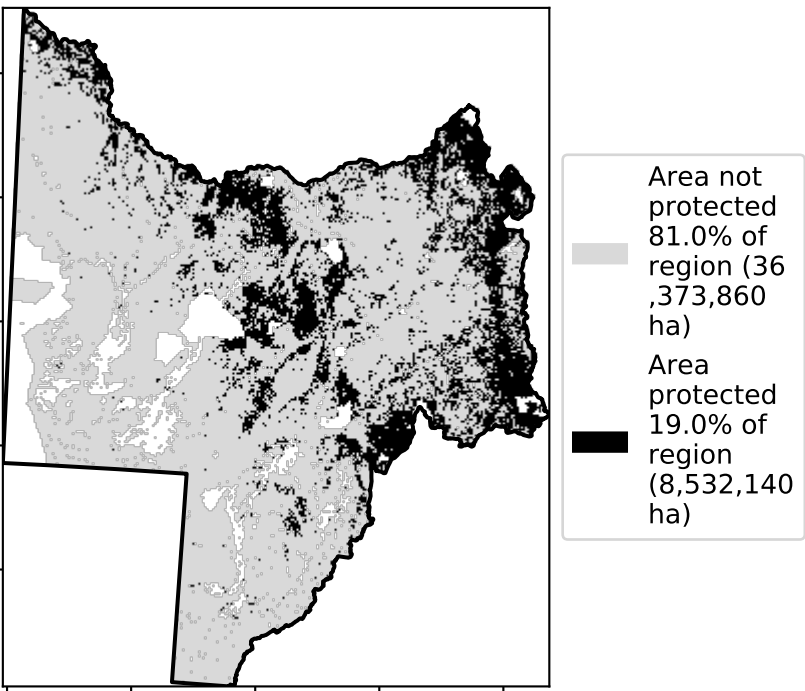 Area not
protected
81.0% of
region (36
,373,860
ha)
Area
protected
19.0% of
region
(8,532,140
ha)